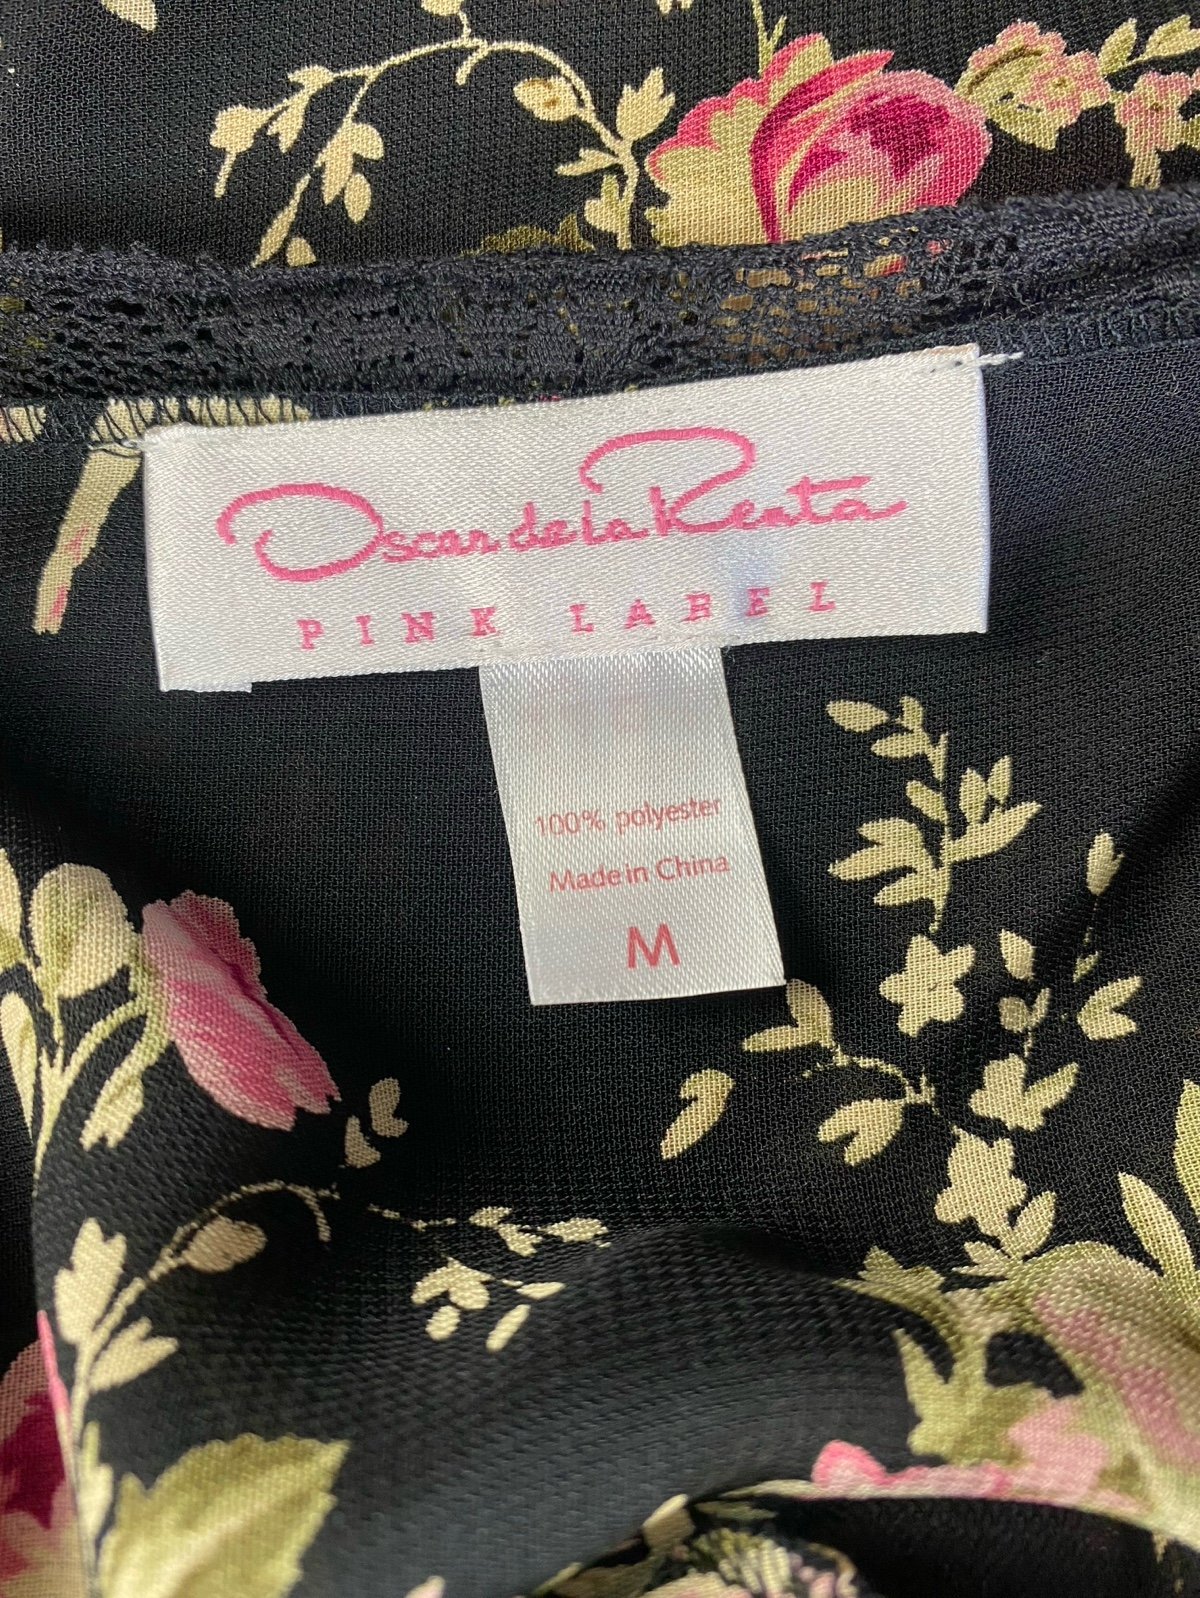 Oscar de la Renta
PINK LABEL
100% polyester
Made in China
M